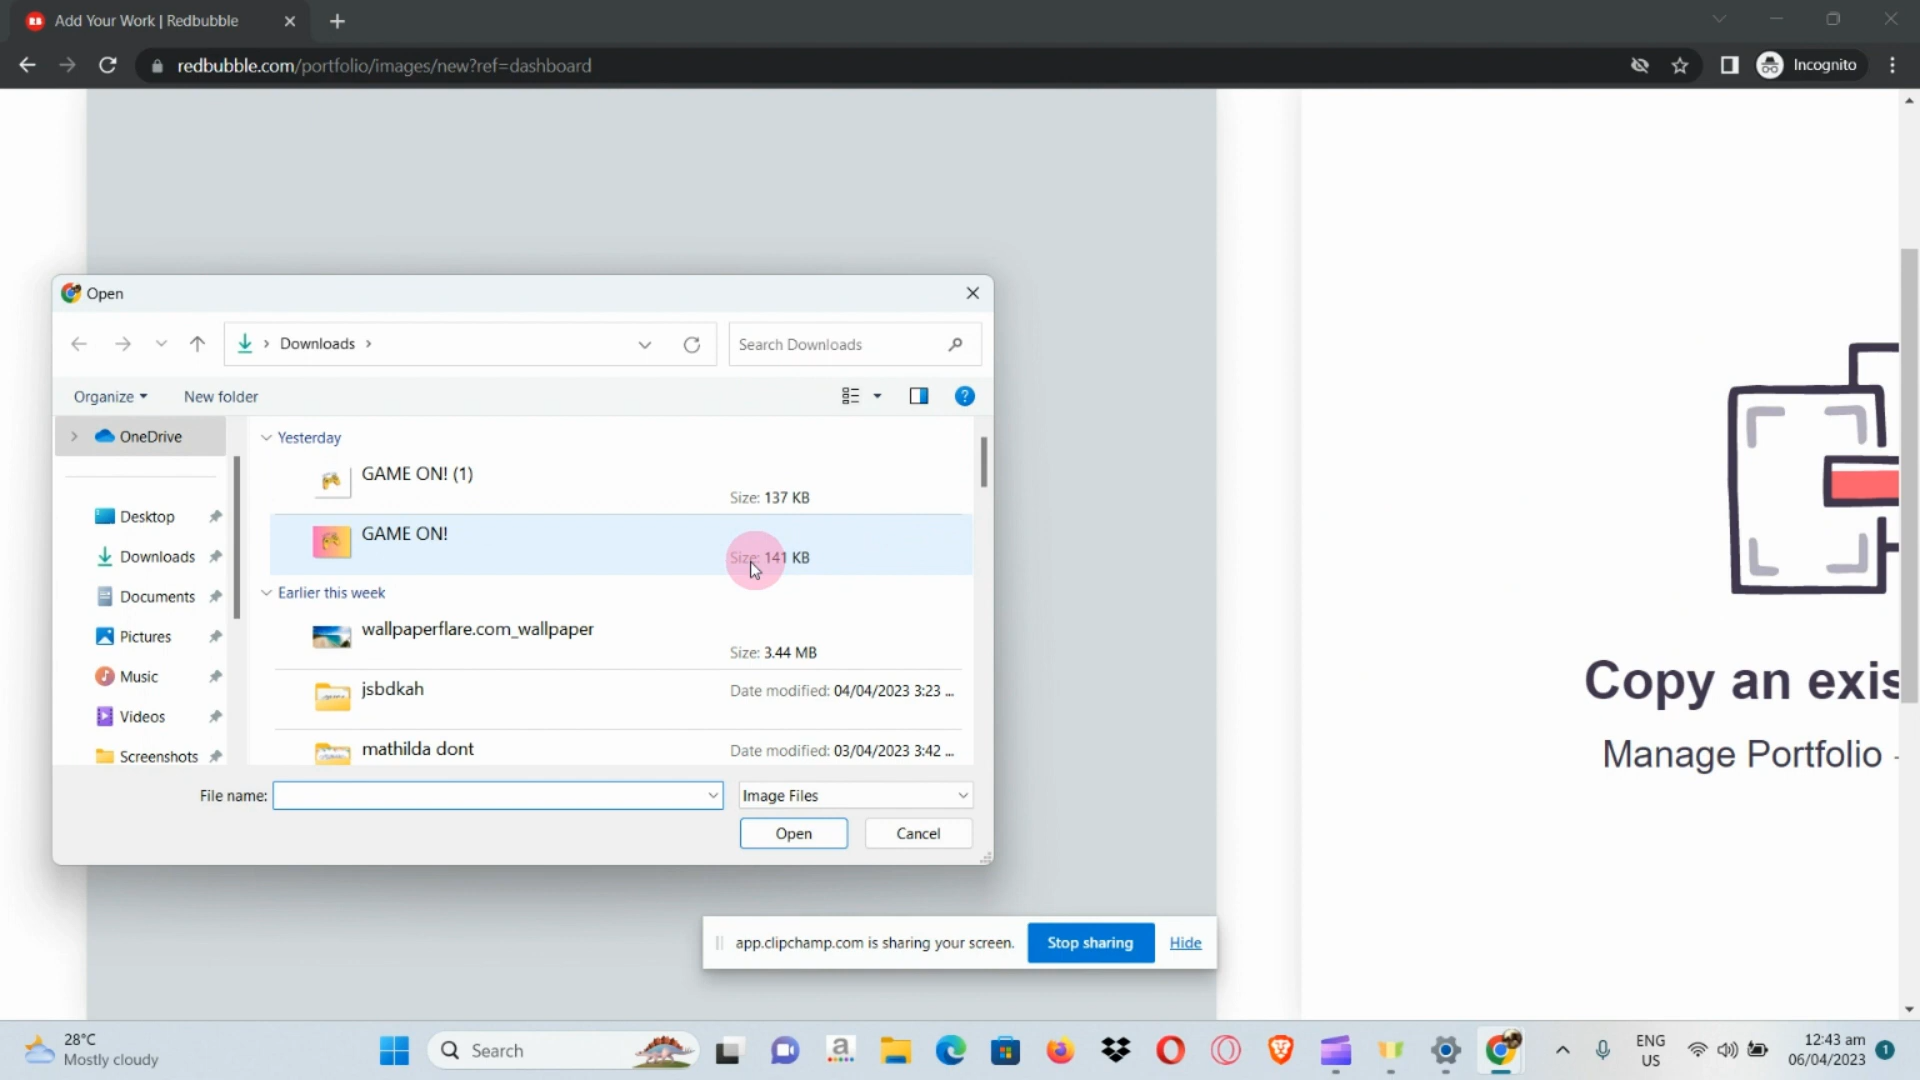 Add Your Work | Redbubble
redbubble.com/portfolio/images/new?ref=dashboard
Incognito
Open
Downloads
Search Downloads
Organize
New folder
OneDrive
Desktop
Downloads
Documents
Pictures
Music
Videos
Screenshots
Yesterday
GAME ON! (1)
Size: 137 KB
GAME ON!
Size: 141 KB
Earlier this week
wallpaperflare.com_wallpaper
Size: 3.44 MB
jsbdkah
Date modified: 04/04/2023 3:23 ...
mathilda dont
Date modified: 03/04/2023 3:42 ...
File name:
Image Files
Open
Cancel
Copy an exis
Manage Portfolio -
app.clipchamp.com is sharing your screen.
Stop sharing
Hide
28°C
Mostly cloudy
Search
ENG
US
12:43 am
06/04/2023
1